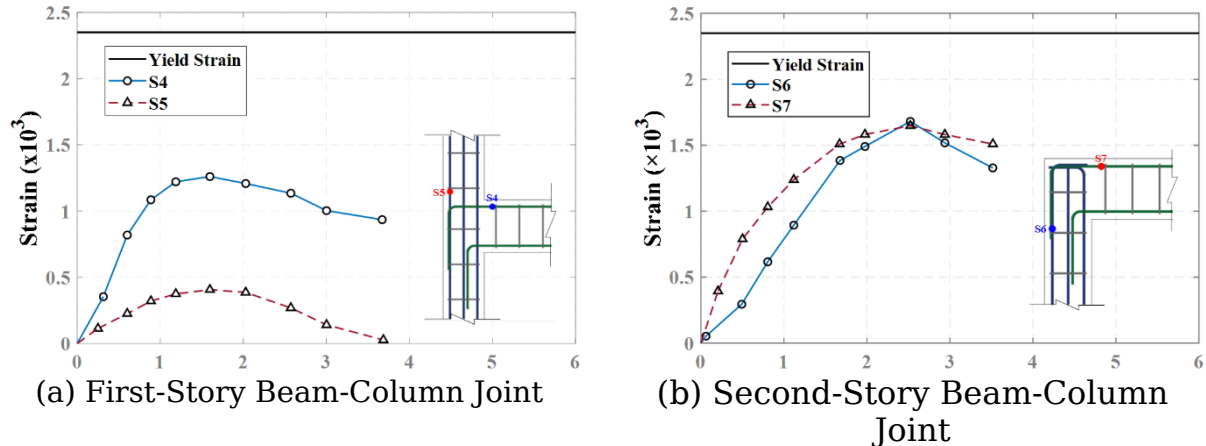 2.5
2
1.5
1
0.5
0
Strain (x10³)
Yield Strain
S4
S5
S5
S4
0 1 2 3 4 5 6
(a) First-Story Beam-Column Joint
2.5
2
1.5
1
0.5
0
Strain (×10³)
Yield Strain
S6
S7
S7
S6
0 1 2 3 4 5 6
(b) Second-Story Beam-Column
Joint